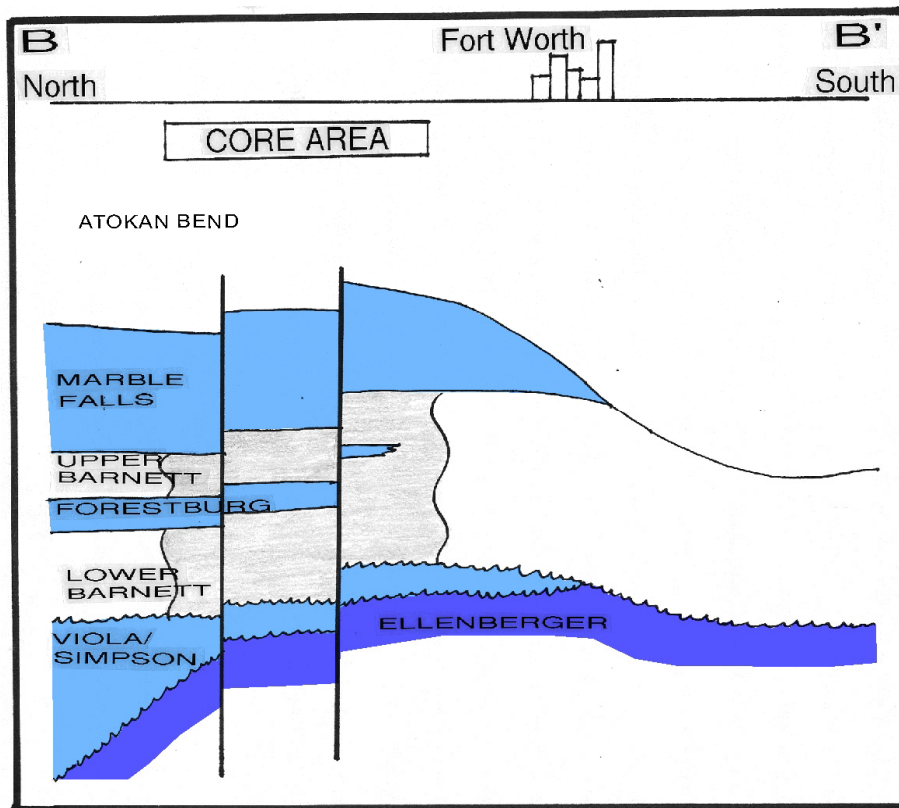 B
Fort Worth
B'
North
South
CORE AREA
ATOKAN BEND
MARBLE
FALLS
UPPER
BARNETT
FORESTBURG
LOWER
BARNETT
VIOLA/
SIMPSON
ELLENBERGER